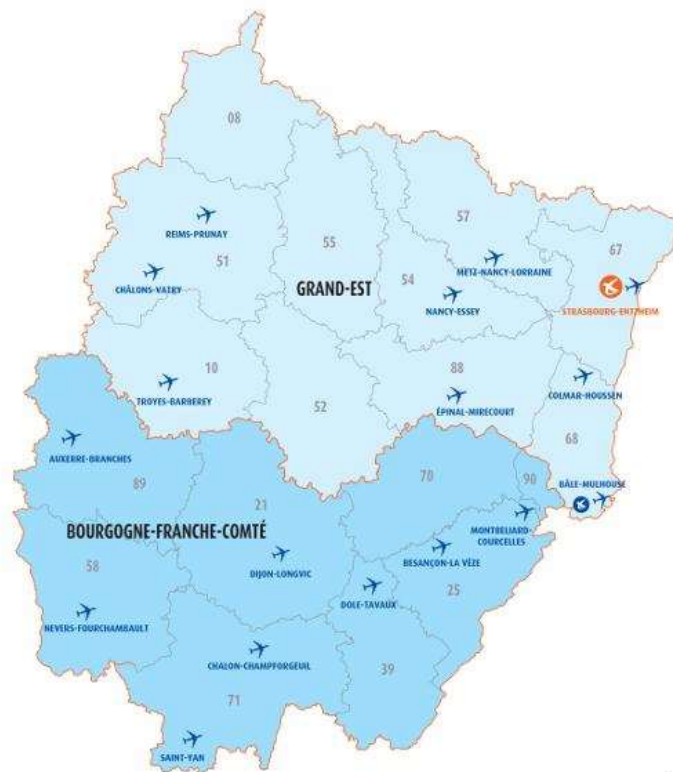 08
57
67
REIMS-PRUNAY
55
51
METZ-NANCY-LORRAINE
54
CHÂLONS-VATRY
GRAND-EST
NANCY-ESSEY
STRASBOURG-ENTZHEIM
10
88
TROYES-BARBEREY
ÉPINAL-MIRECOURT
COLMAR-HOUSSEN
52
68
AUXERRE-BRANCHES
89
70
90
BÂLE-MULHOUSE
21
BOURGOGNE-FRANCHE-COMTÉ
MONTBELIARD-
COURCELLES
58
DIJON-LONGVIC
BESANÇON-LA VÈZE
25
DOLE-TAVAUX
NEVERS-FOURCHAMBAULT
39
CHALON-CHAMPFORGEUIL
71
SAINT-YAN